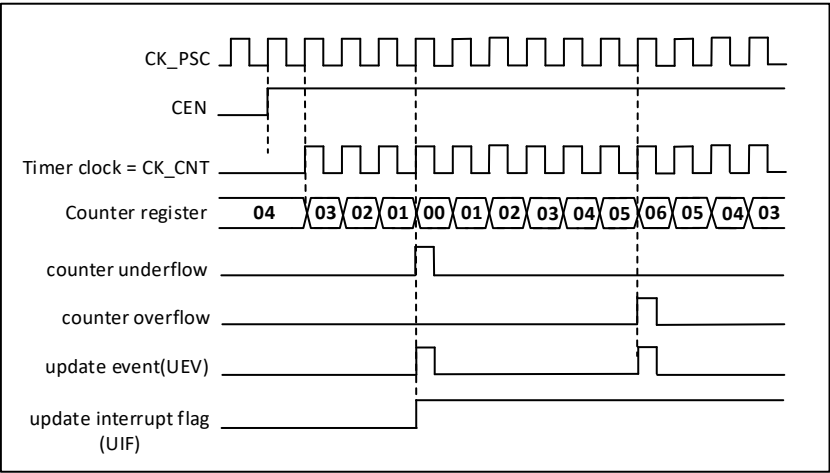 CK_PSC
CEN
Timer clock = CK_CNT
Counter register 04 03 02 01 00 01 02 03 04 05 06 05 04 03
counter underflow
counter overflow
update event(UEV)
update interrupt flag
(UIF)